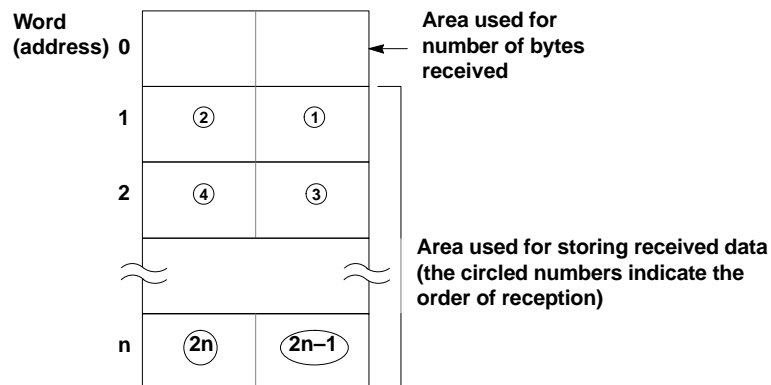 Word
(address) 0
Area used for
number of bytes
received
1 ② ①
2 ④ ③
Area used for storing received data
(the circled numbers indicate the
order of reception)
n 2n 2n–1